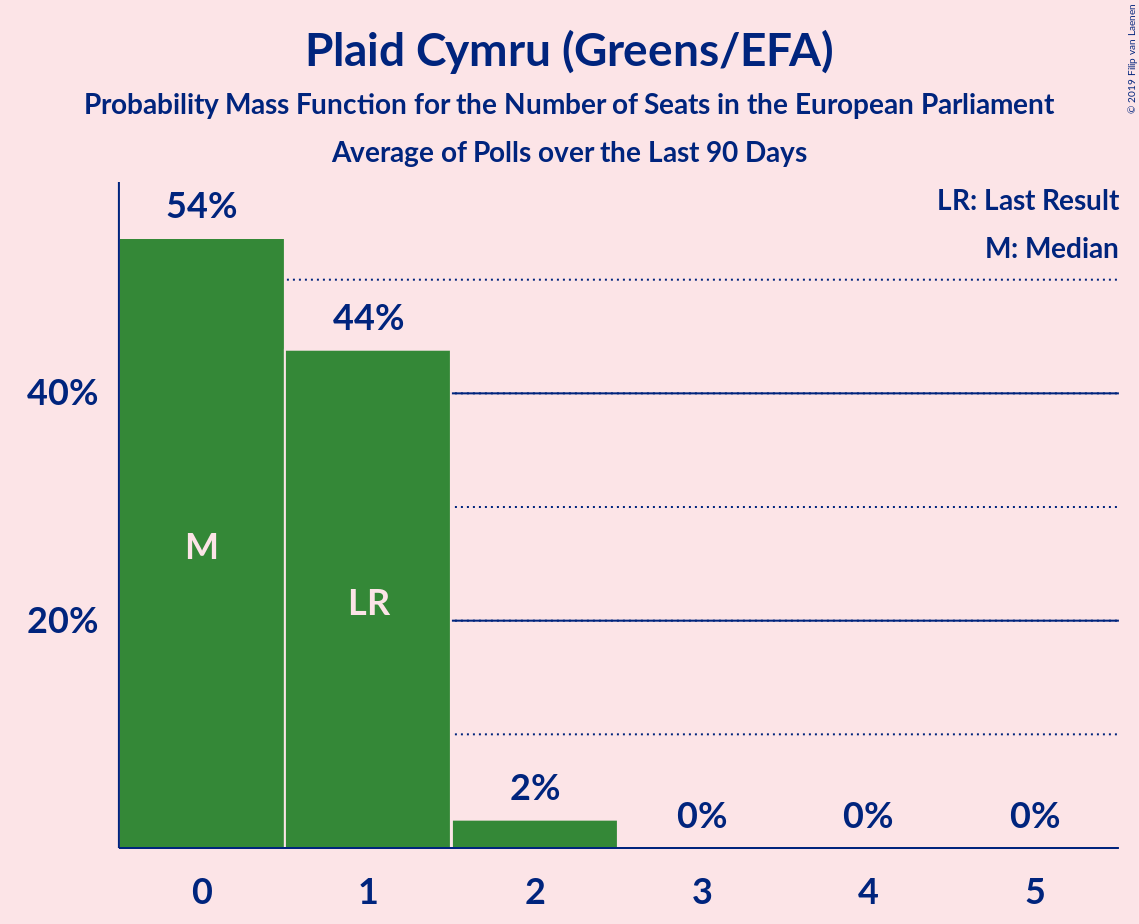 Plaid Cymru (Greens/EFA)
Probability Mass Function for the Number of Seats in the European Parliament
Average of Polls over the Last 90 Days
© 2019 Filip van Laenen
LR: Last Result
M: Median
54%
44%
40%
M
LR
20%
2%
0%
0%
0%
0
1
2
3
4
5